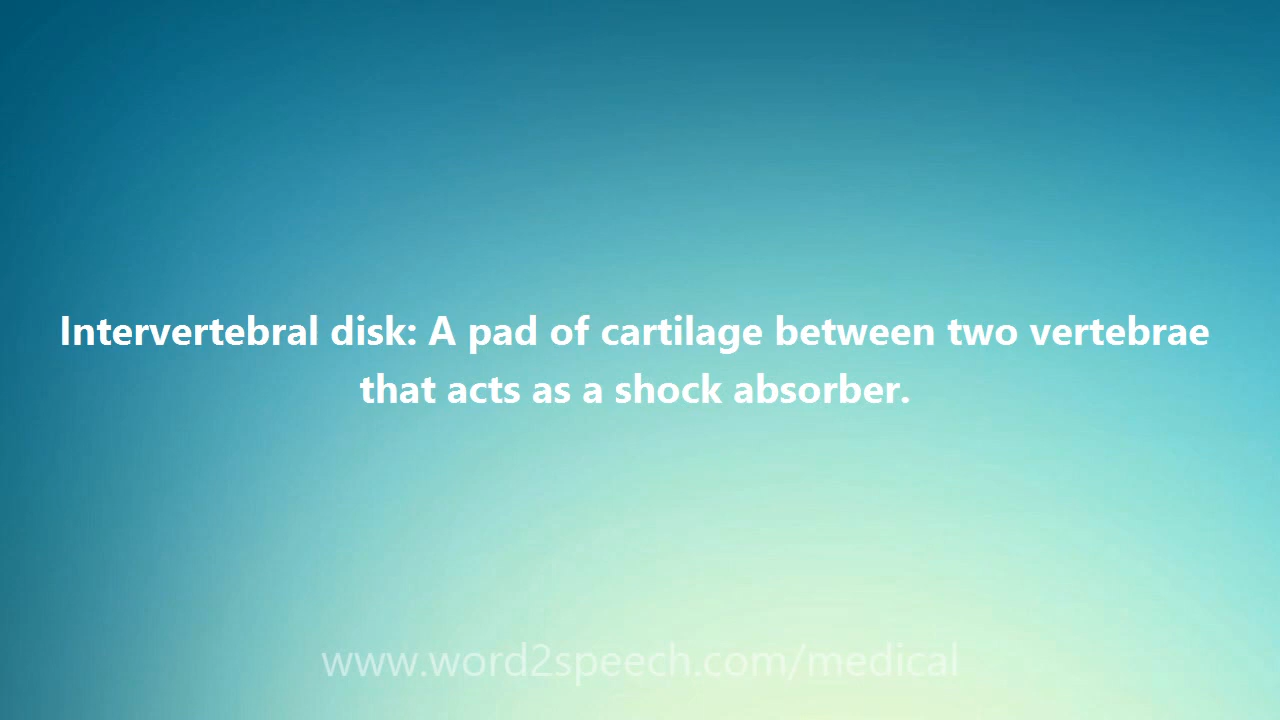 Intervertebral disk: A pad of cartilage between two vertebrae
that acts as a shock absorber.
www.word2speech.com/medical